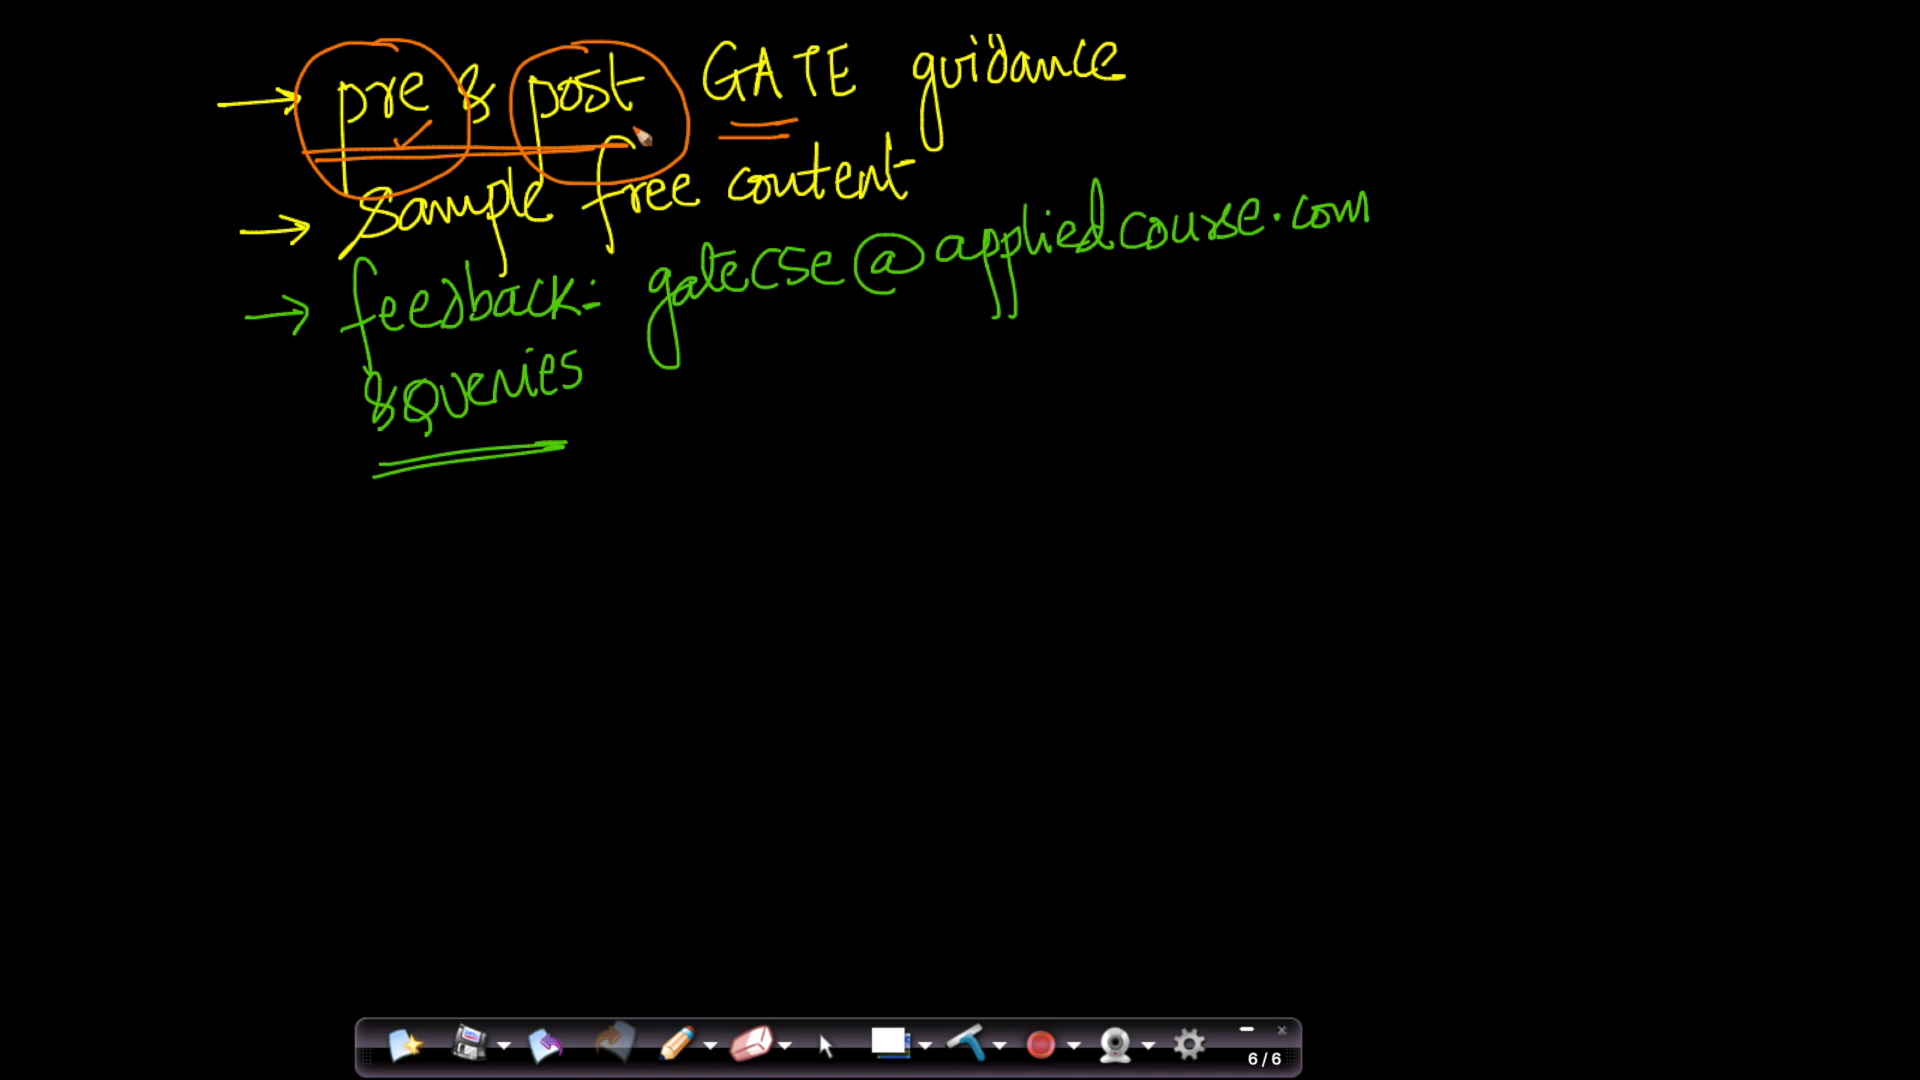 → pre & post GATE guidance
→ Sample free content
→ feedback: gatecse@appliedcourse.com
& Queries
6/6